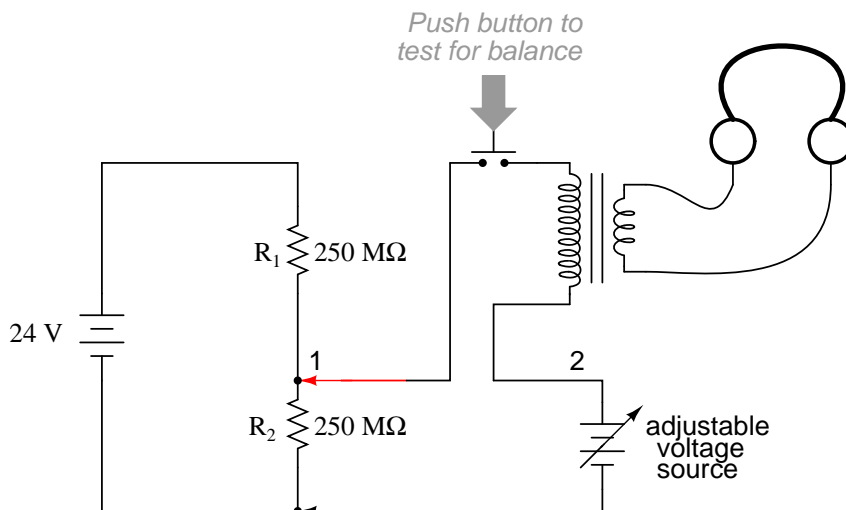 Push button to
test for balance
R1 250 MΩ
24 V
1
2
R2 250 MΩ
adjustable
voltage
source